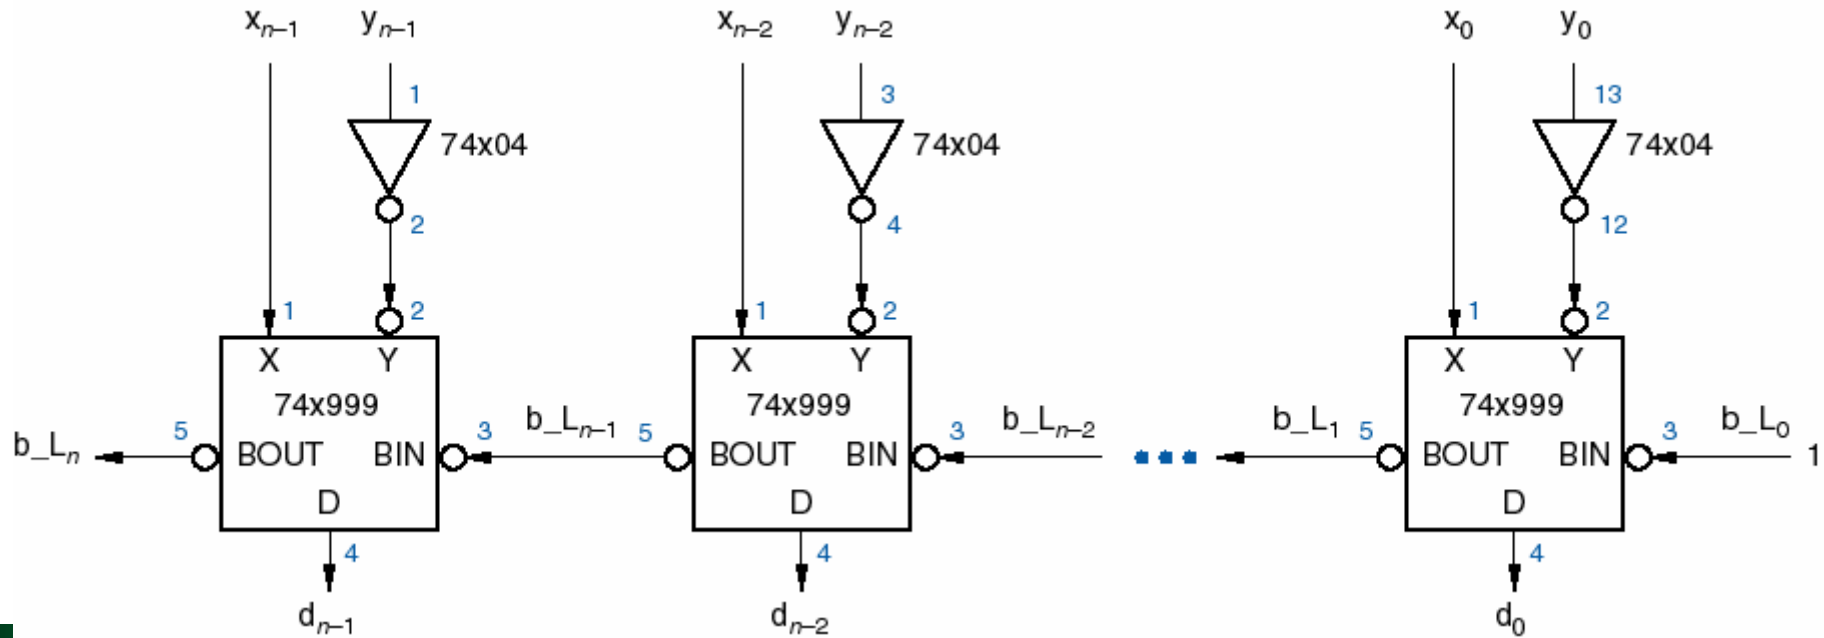 xₙ₋₁ yₙ₋₁ xₙ₋₂ yₙ₋₂ x₀ y₀
1 3 13
74x04 74x04 74x04
2 4 12
1 2 1 2 1 2
X Y X Y X Y
74x999 74x999 74x999
b_Lₙ 5 BOUT BIN 3 b_Lₙ₋₁ 5 BOUT BIN 3 b_Lₙ₋₂ b_L₁ 5 BOUT BIN 3 b_L₀ 1
D D D
4 4 4
dₙ₋₁ dₙ₋₂ d₀